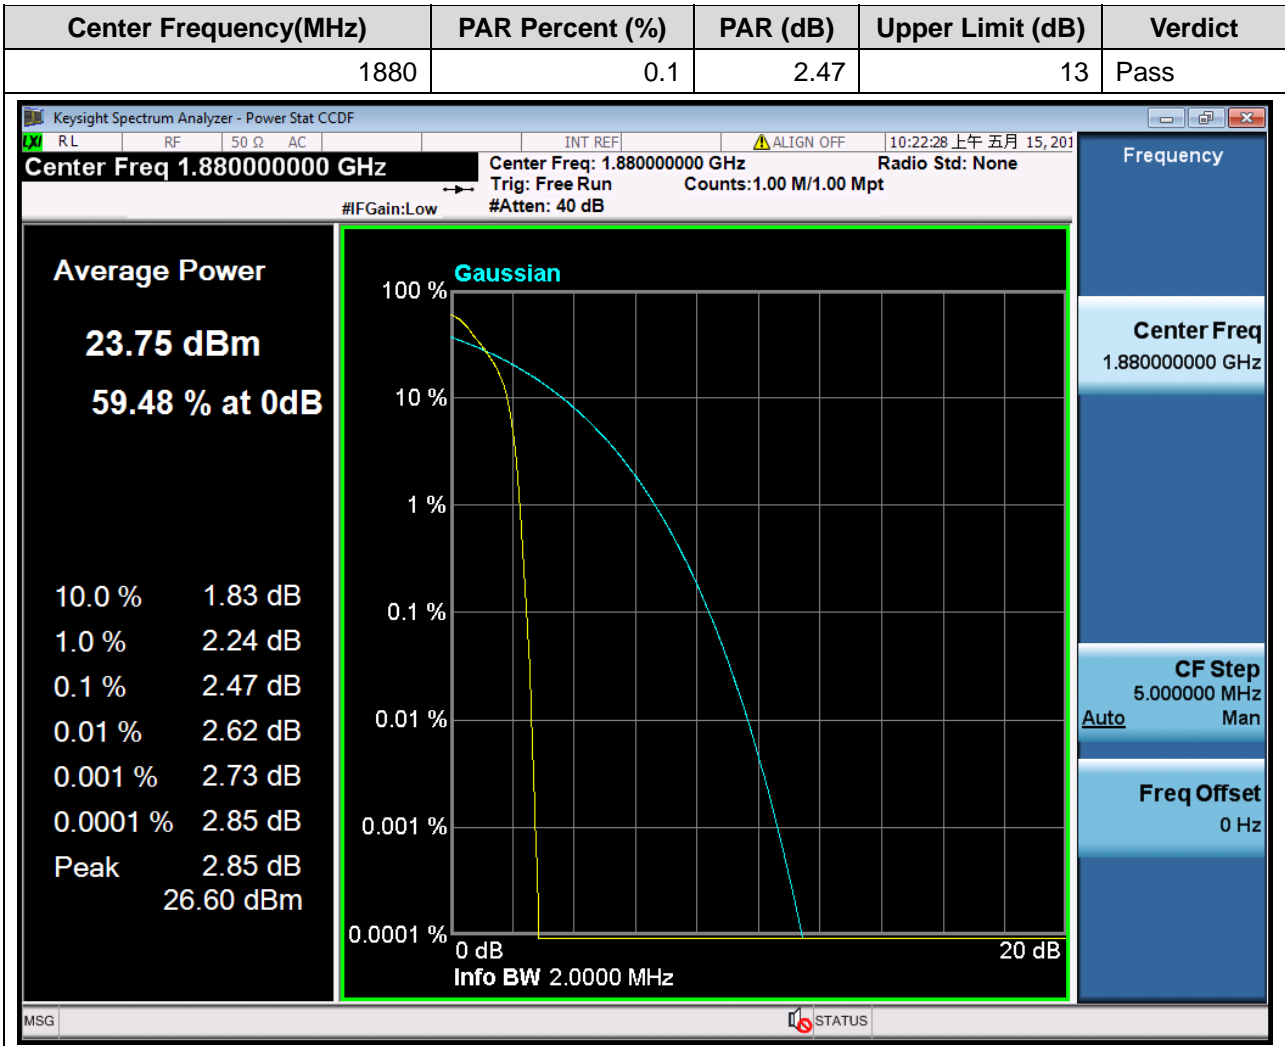 Center Frequency(MHz) PAR Percent (%) PAR (dB) Upper Limit (dB) Verdict
1880 0.1 2.47 13 Pass
Keysight Spectrum Analyzer - Power Stat CCDF
LXI RL RF 50 Ω AC INT REF ALIGN OFF 10:22:28 上午 五月 15, 201
Center Freq 1.880000000 GHz
#IFGain:Low
Center Freq: 1.880000000 GHz Radio Std: None
Trig: Free Run Counts:1.00 M/1.00 Mpt
#Atten: 40 dB
Average Power
23.75 dBm
59.48 % at 0dB
10.0 % 1.83 dB
1.0 % 2.24 dB
0.1 % 2.47 dB
0.01 % 2.62 dB
0.001 % 2.73 dB
0.0001 % 2.85 dB
Peak 2.85 dB
26.60 dBm
Gaussian
100 %
10 %
1 %
0.1 %
0.01 %
0.001 %
0.0001 %
0 dB 20 dB
Info BW 2.0000 MHz
Frequency
Center Freq
1.880000000 GHz
CF Step
5.000000 MHz
Auto Man
Freq Offset
0 Hz
MSG STATUS